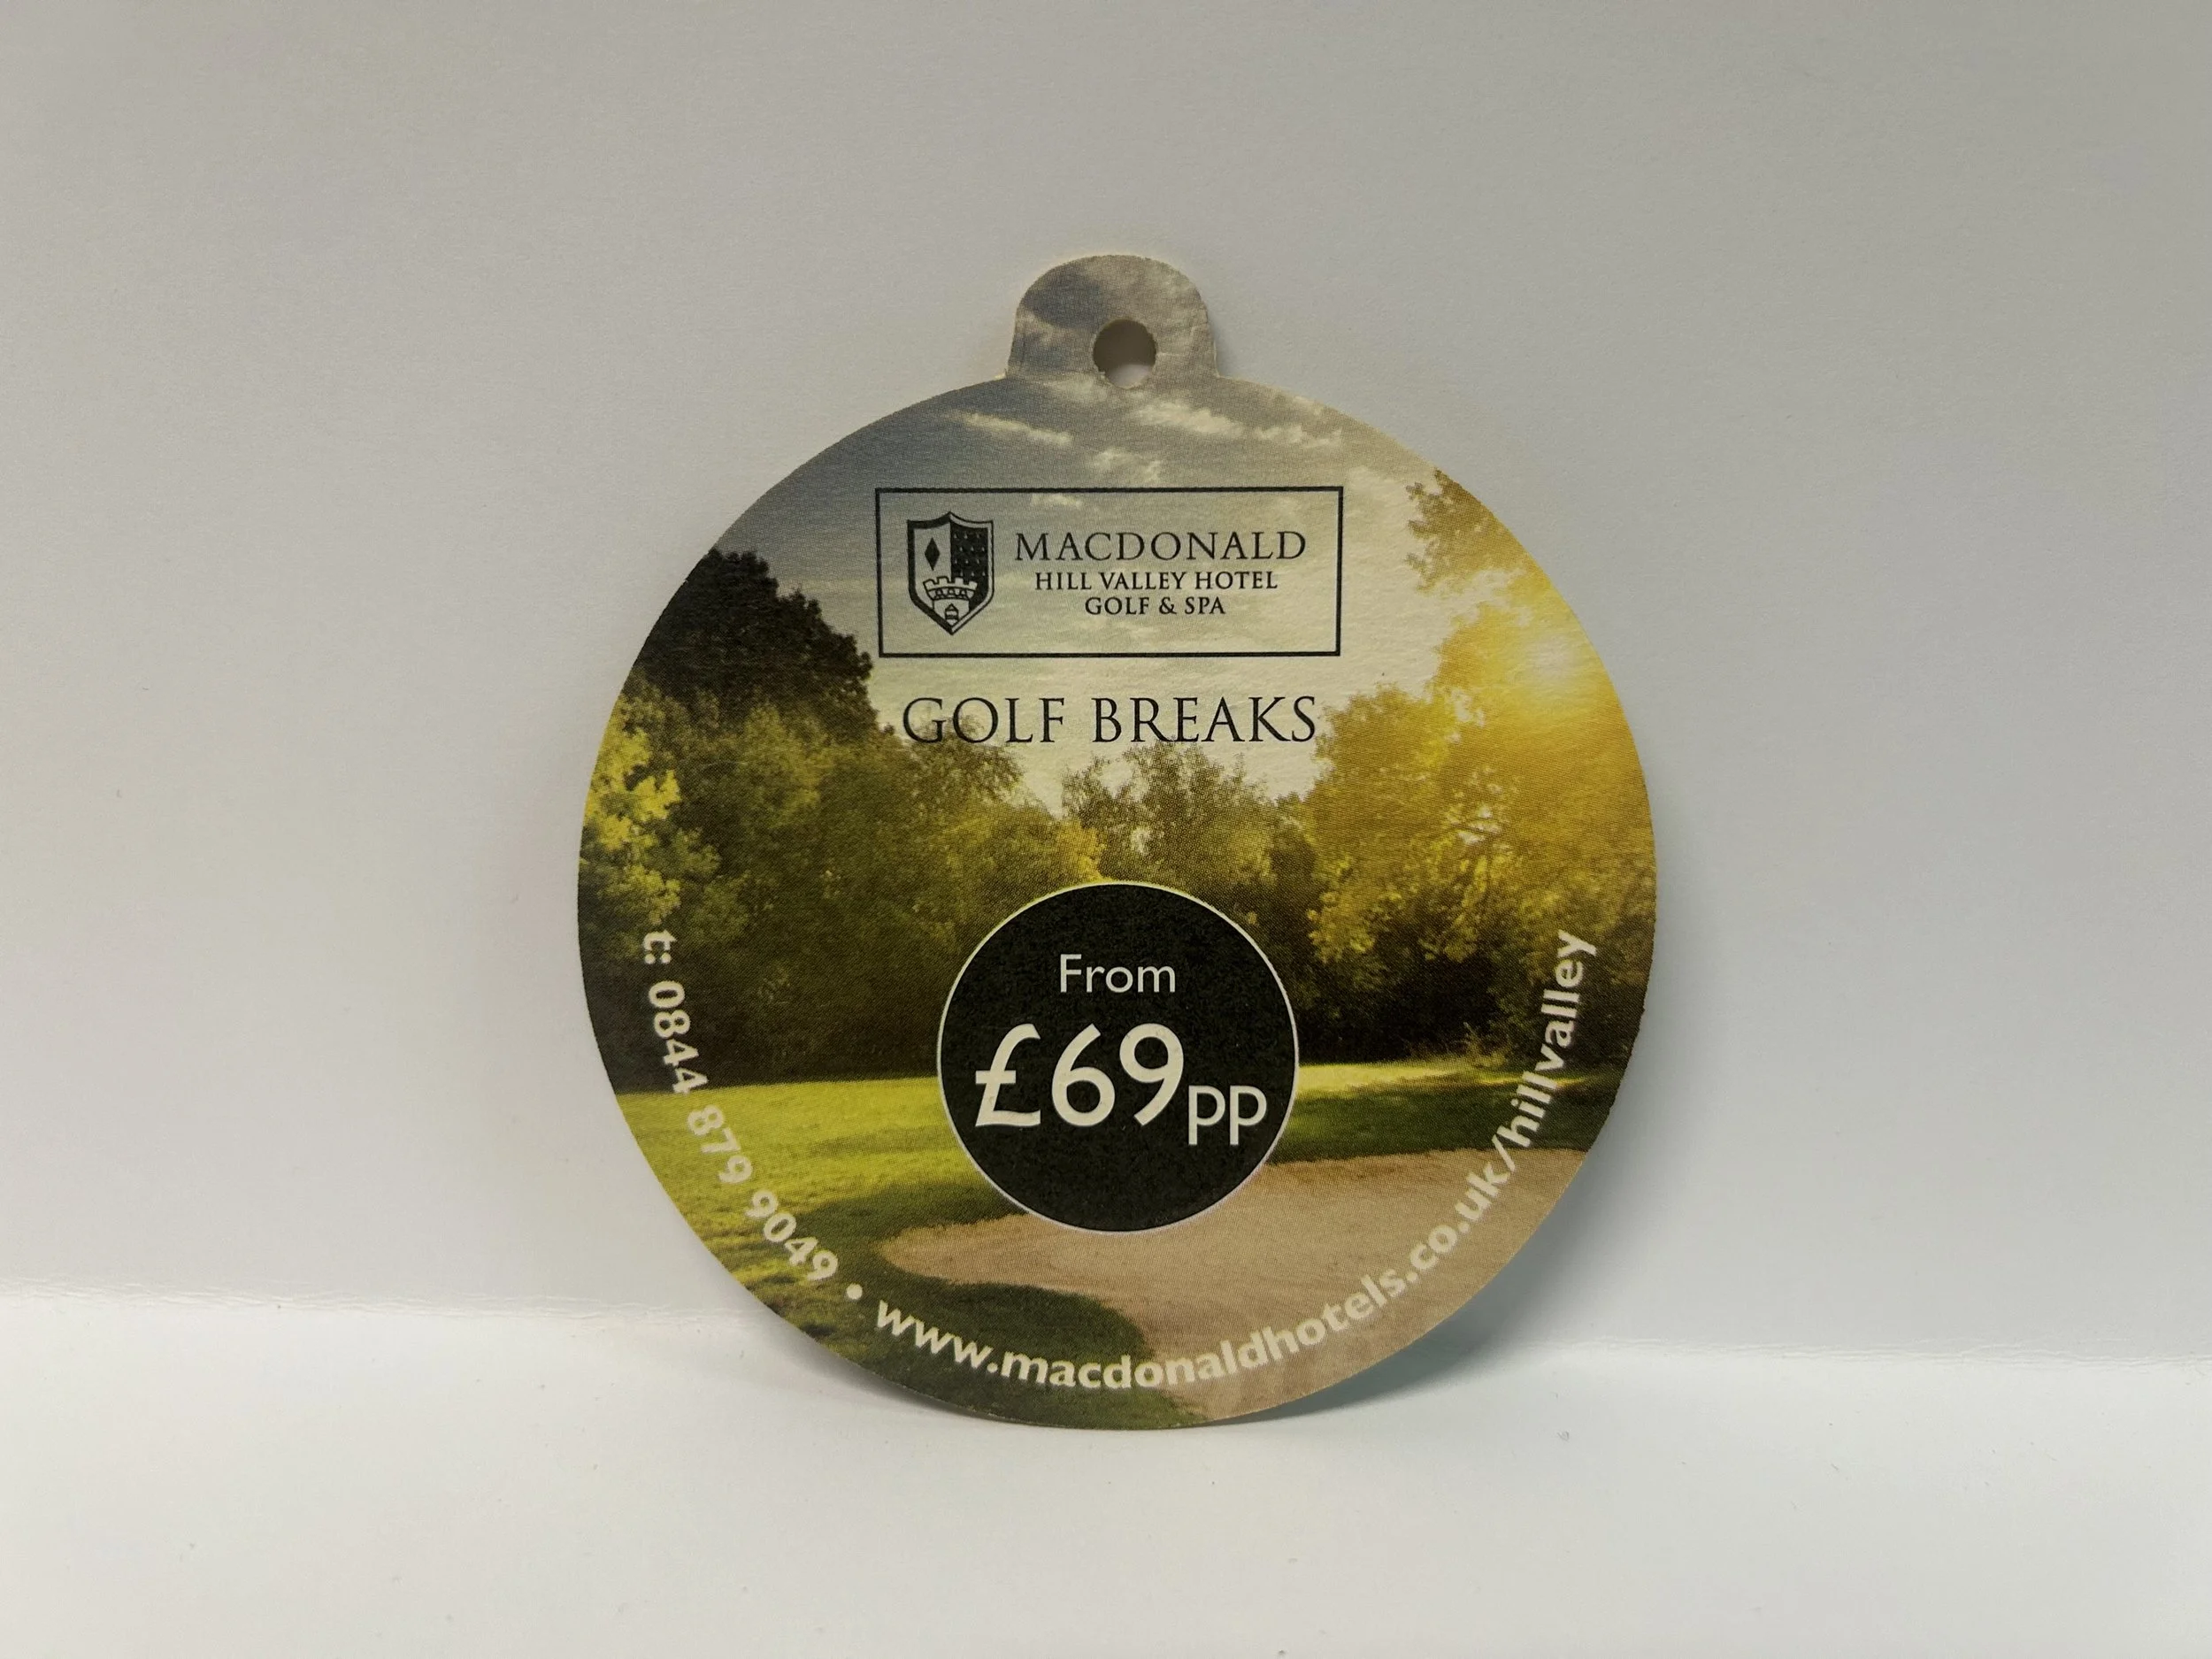 MACDONALD
HILL VALLEY HOTEL
GOLF & SPA
GOLF BREAKS
From
£69pp
t: 0844 879 9049 • www.macdonaldhotels.co.uk/hillvalley